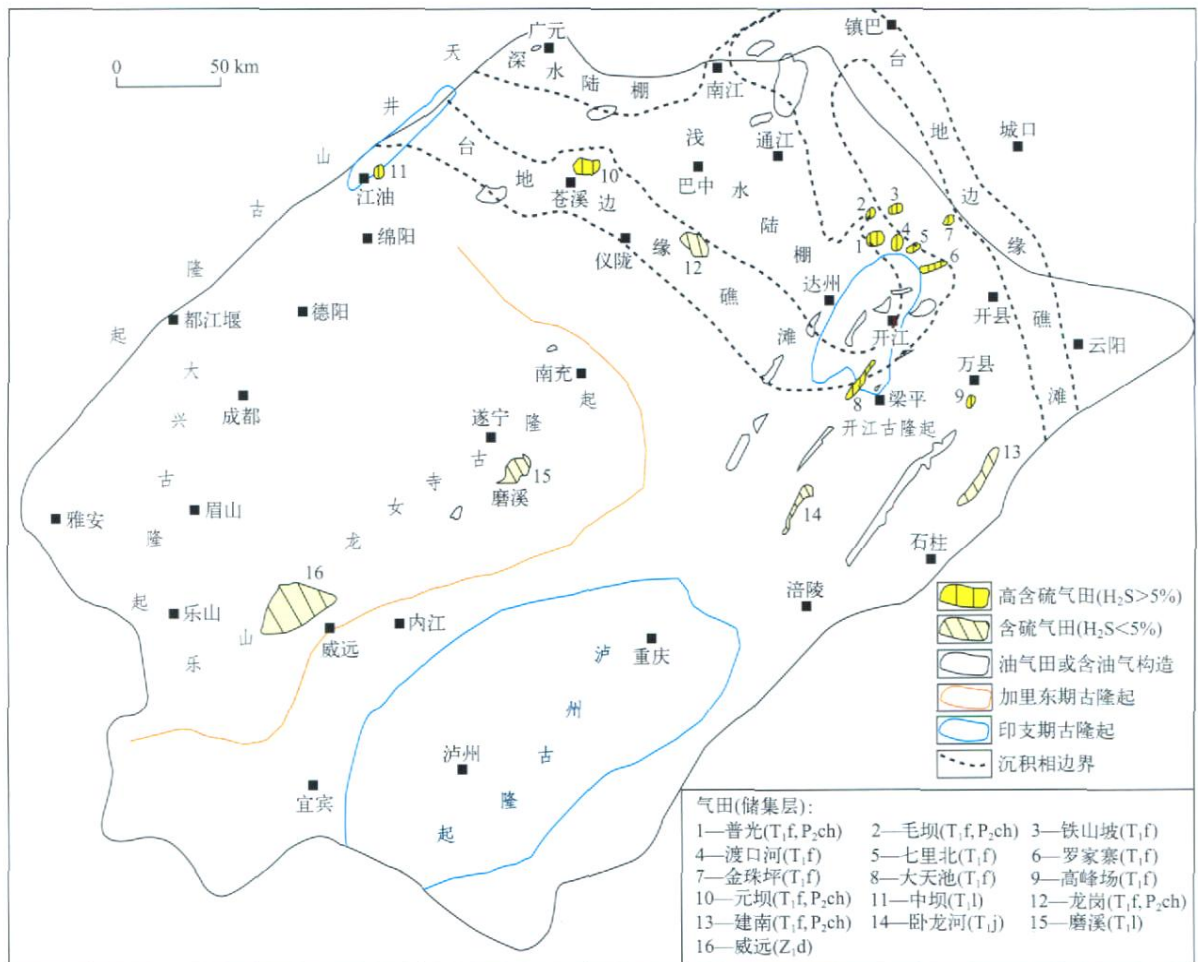 0 50 km
广元
镇巴
深水陆棚
南江
天井山古隆起
台地边缘礁滩
城口
浅水陆棚
通江
巴中
台地边缘礁滩
江油
11
苍溪
10
绵阳
仪陇
12
2
3
1
4
5
7
6
达州
开江
开县
云阳
万县
9
8
梁平
开江古隆起
都江堰
德阳
成都
大兴古隆起
南充
遂宁
磨溪
15
乐山龙女寺古隆起
雅安
眉山
乐山
16
威远
内江
13
14
石柱
涪陵
重庆
泸州古隆起
泸州
宜宾
高含硫气田(H₂S>5%)
含硫气田(H₂S<5%)
油气田或含油气构造
加里东期古隆起
印支期古隆起
沉积相边界
气田(储集层):
1—普光(T₁f, P₂ch) 2—毛坝(T₁f, P₂ch) 3—铁山坡(T₁f)
4—渡口河(T₁f) 5—七里北(T₁f) 6—罗家寨(T₁f)
7—金珠坪(T₁f) 8—大天池(T₁f) 9—高峰场(T₁f)
10—元坝(T₁f, P₂ch) 11—中坝(T₁l) 12—龙岗(T₁f, P₂ch)
13—建南(T₁f, P₂ch) 14—卧龙河(T₁j) 15—磨溪(T₁l)
16—威远(Z₁d)